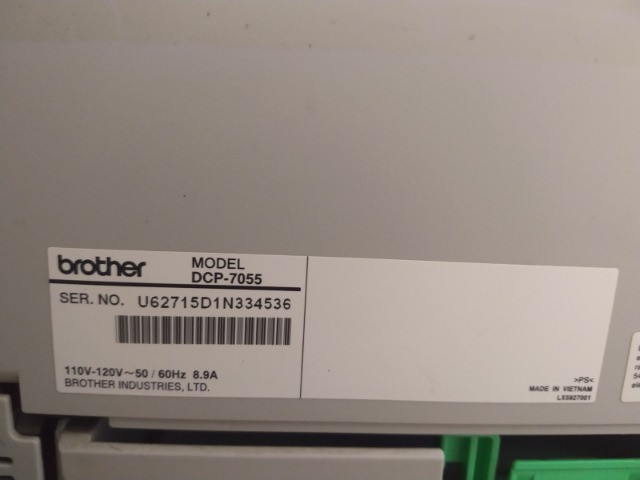 brother
MODEL
DCP-7055
SER. NO. U62715D1N334536
110V-120V~50 / 60Hz 8.9A
BROTHER INDUSTRIES, LTD.
>PS<
MADE IN VIETNAM
LX5927001